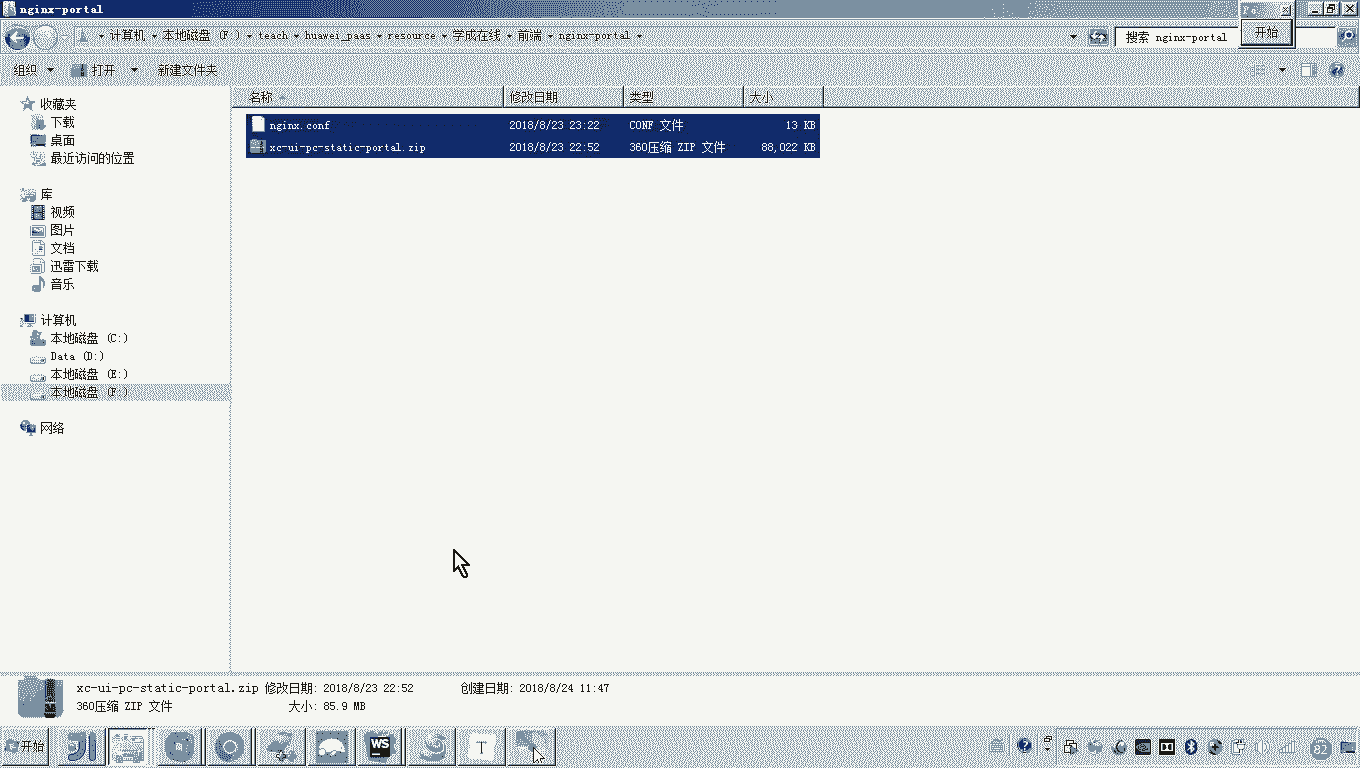 nginx-portal
计算机 本地磁盘 (F:) teach huawei_paas resource 学成在线 前端 nginx-portal
搜索 nginx-portal
开始
组织 打开 新建文件夹
名称 修改日期 类型 大小
nginx.conf 2018/8/23 23:22 CONF 文件 13 KB
xc-ui-pc-static-portal.zip 2018/8/23 22:52 360压缩 ZIP 文件 88,022 KB
收藏夹
下载
桌面
最近访问的位置
库
视频
图片
文档
迅雷下载
音乐
计算机
本地磁盘 (C:)
Data (D:)
本地磁盘 (E:)
本地磁盘 (F:)
网络
xc-ui-pc-static-portal.zip 修改日期: 2018/8/23 22:52 创建日期: 2018/8/24 11:47
360压缩 ZIP 文件 大小: 85.9 MB
开始 WS T 82